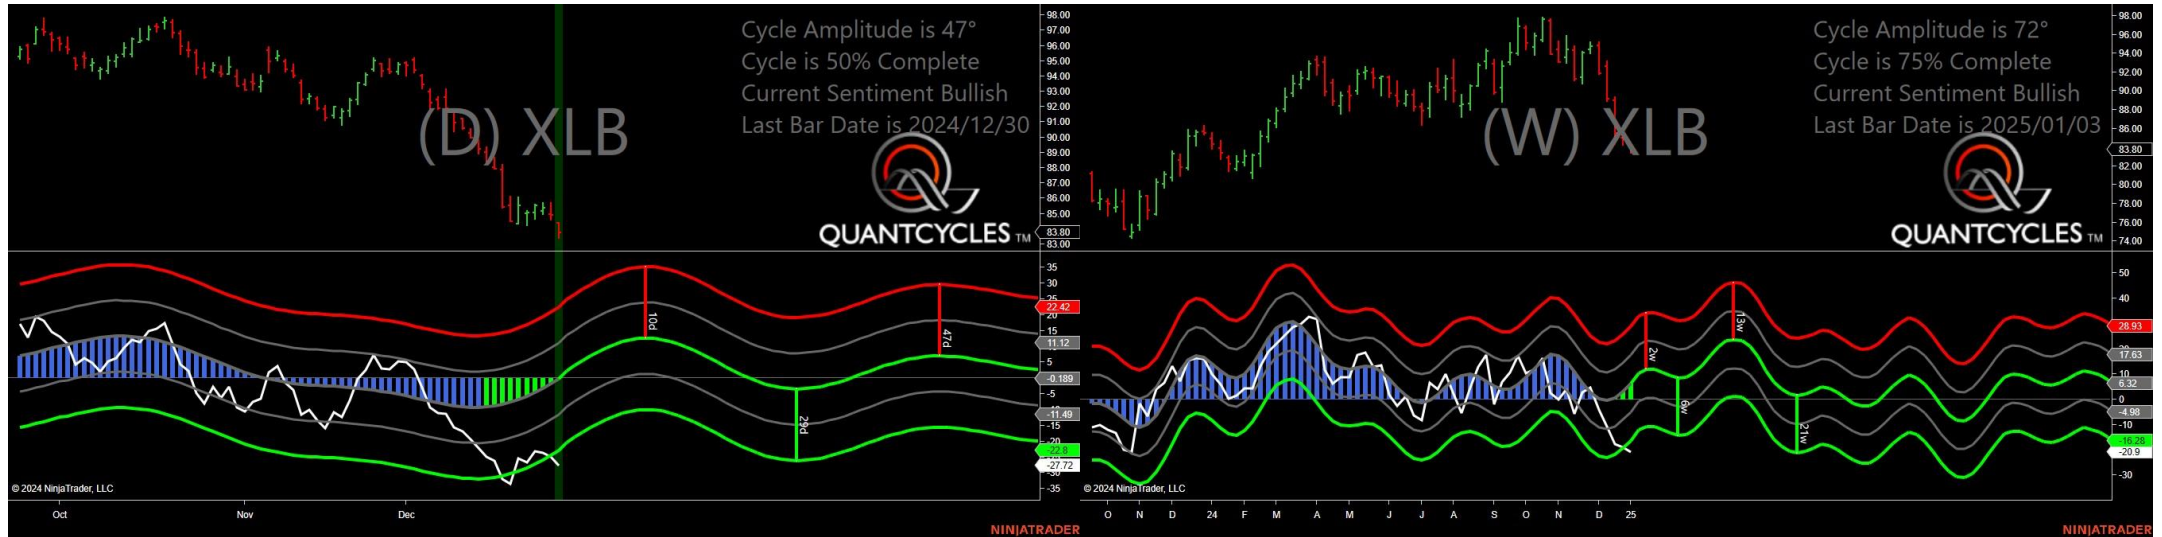 Cycle Amplitude is 47°
Cycle is 50% Complete
Current Sentiment Bullish
Last Bar Date is 2024/12/30
(D) XLB
QUANTCYCLES TM
98.00
97.00
96.00
95.00
94.00
93.00
92.00
91.00
90.00
89.00
88.00
87.00
86.00
85.00
83.80
83.00
35
30
25
22.42
20
15
11.12
5
-0.189
-5
-11.49
-15
-20
-22.8
-27.72
-30
-35
10d
29d
47d
© 2024 NinjaTrader, LLC
Oct
Nov
Dec
NINJATRADER
Cycle Amplitude is 72°
Cycle is 75% Complete
Current Sentiment Bullish
Last Bar Date is 2025/01/03
(W) XLB
QUANTCYCLES TM
98.00
96.00
94.00
92.00
90.00
88.00
86.00
83.80
82.00
80.00
78.00
76.00
74.00
50
40
28.93
20
17.63
10
6.32
0
-4.98
-10
-16.28
-20.9
-30
2w
6w
13w
21w
© 2024 NinjaTrader, LLC
O N D 24 F M A M J J A S O N D 25
NINJATRADER